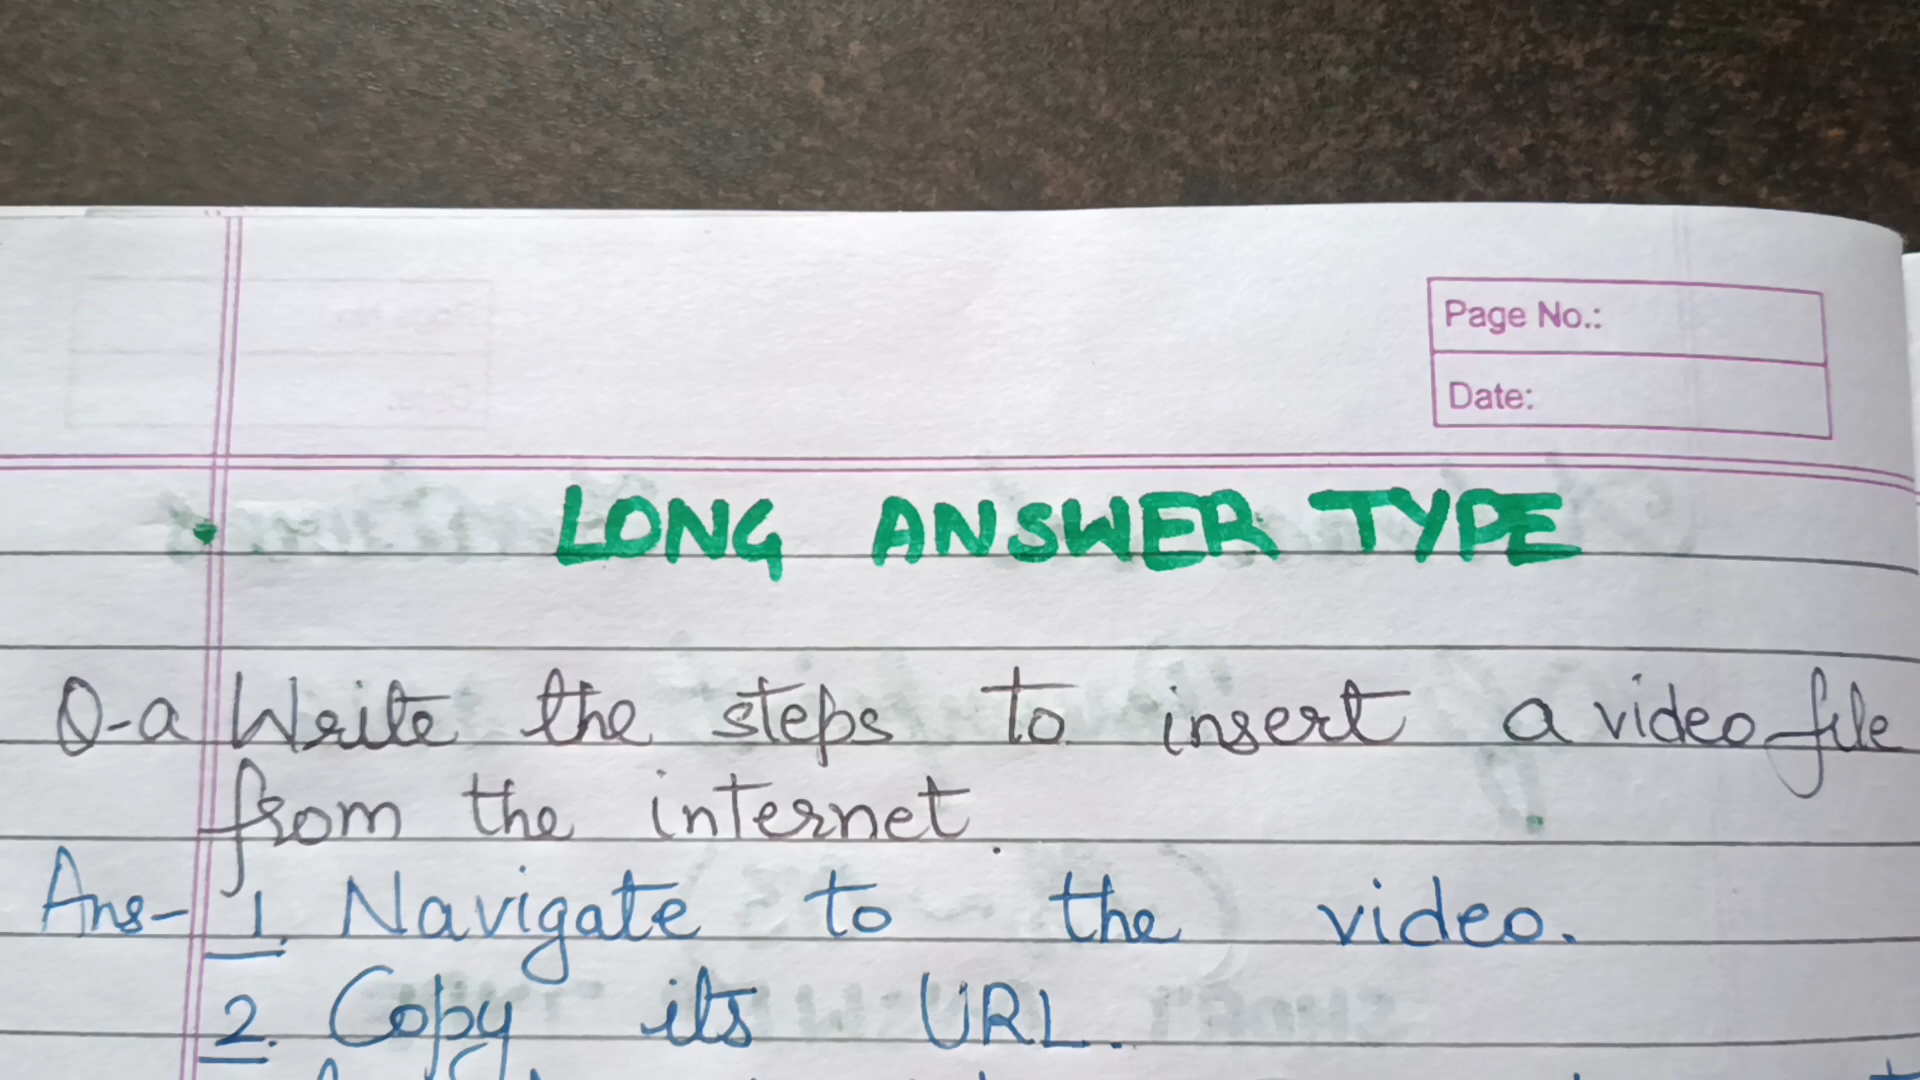 Page No.:
Date:
LONG ANSWER TYPE
Q-a Write the steps to insert a video file
from the internet.
Ans- 1. Navigate to the video.
2. Copy its URL.